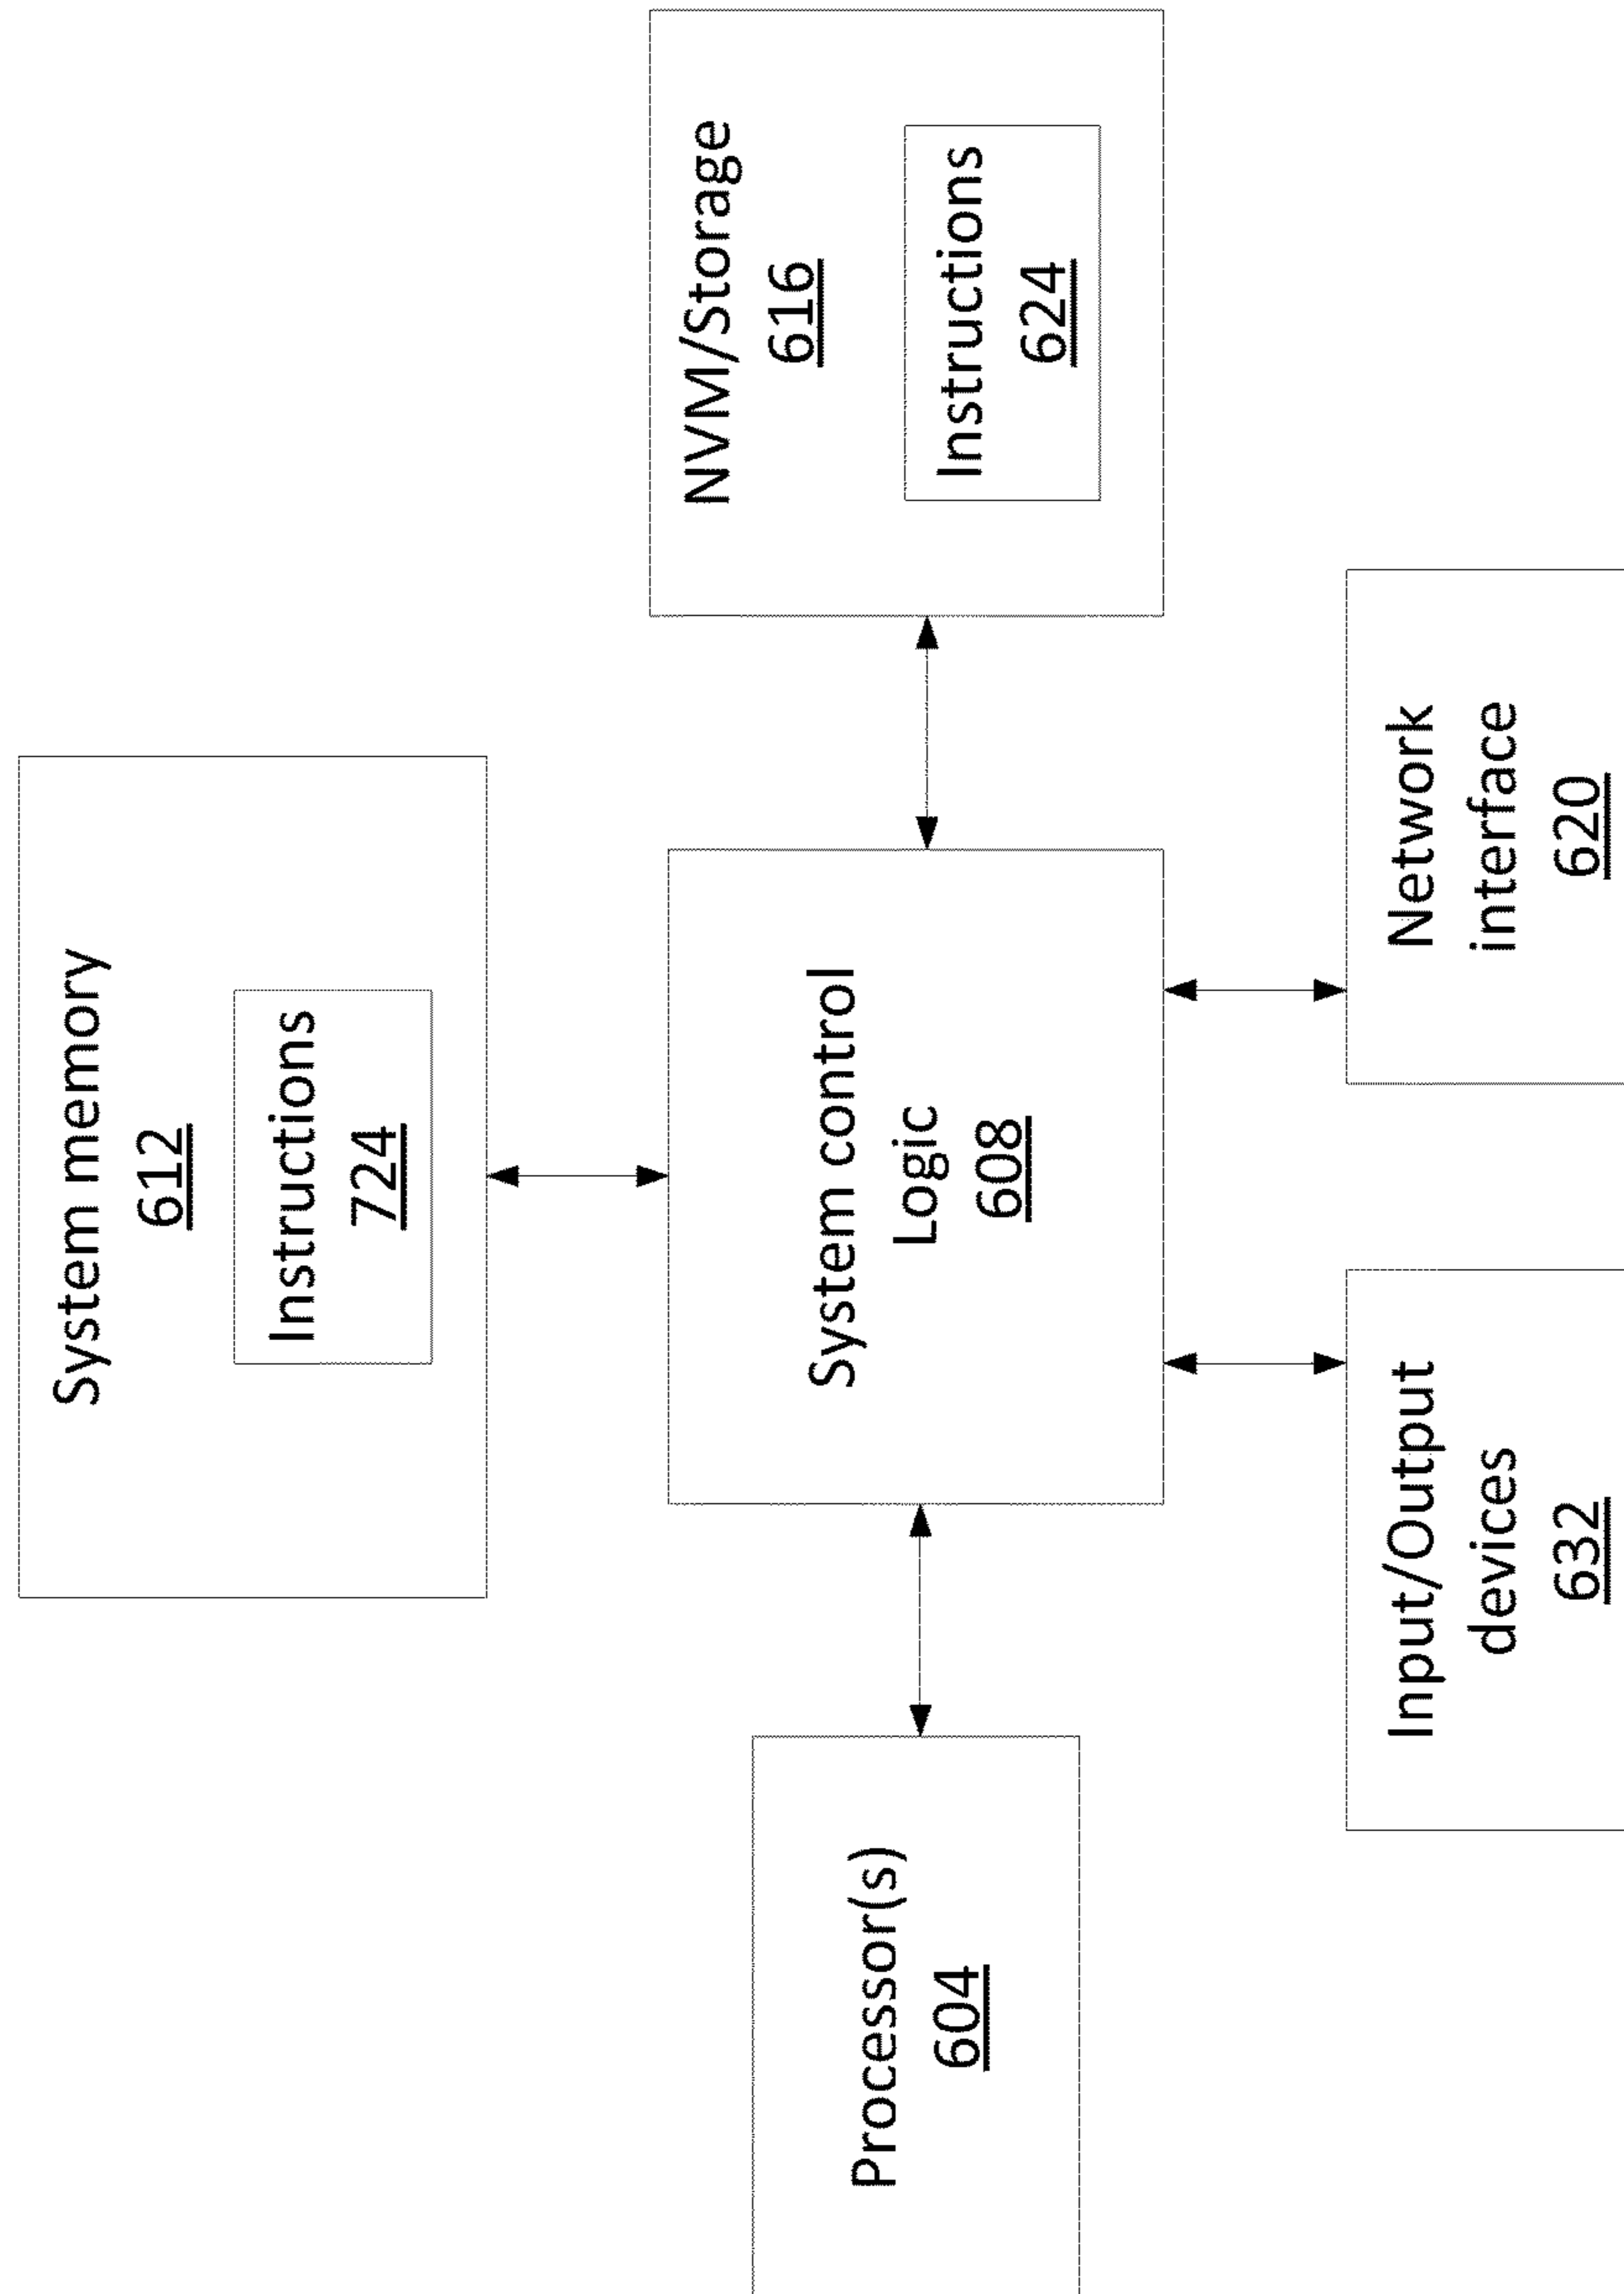 System memory
612
Instructions
724
Processor(s)
604
System control
Logic
608
NVM/Storage
616
Instructions
624
Input/Output
devices
632
Network
interface
620